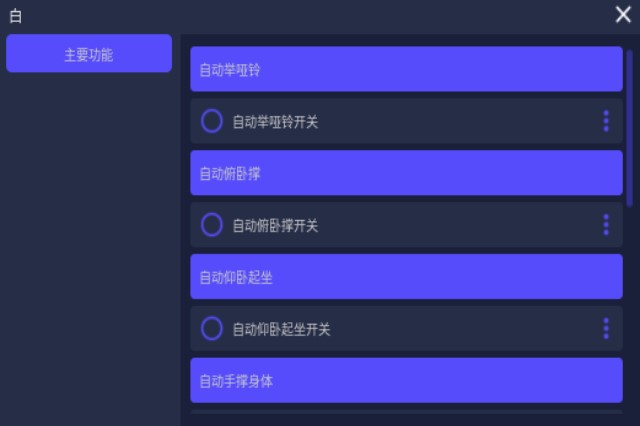 白
主要功能
自动举哑铃
自动举哑铃开关
自动俯卧撑
自动俯卧撑开关
自动仰卧起坐
自动仰卧起坐开关
自动手撑身体